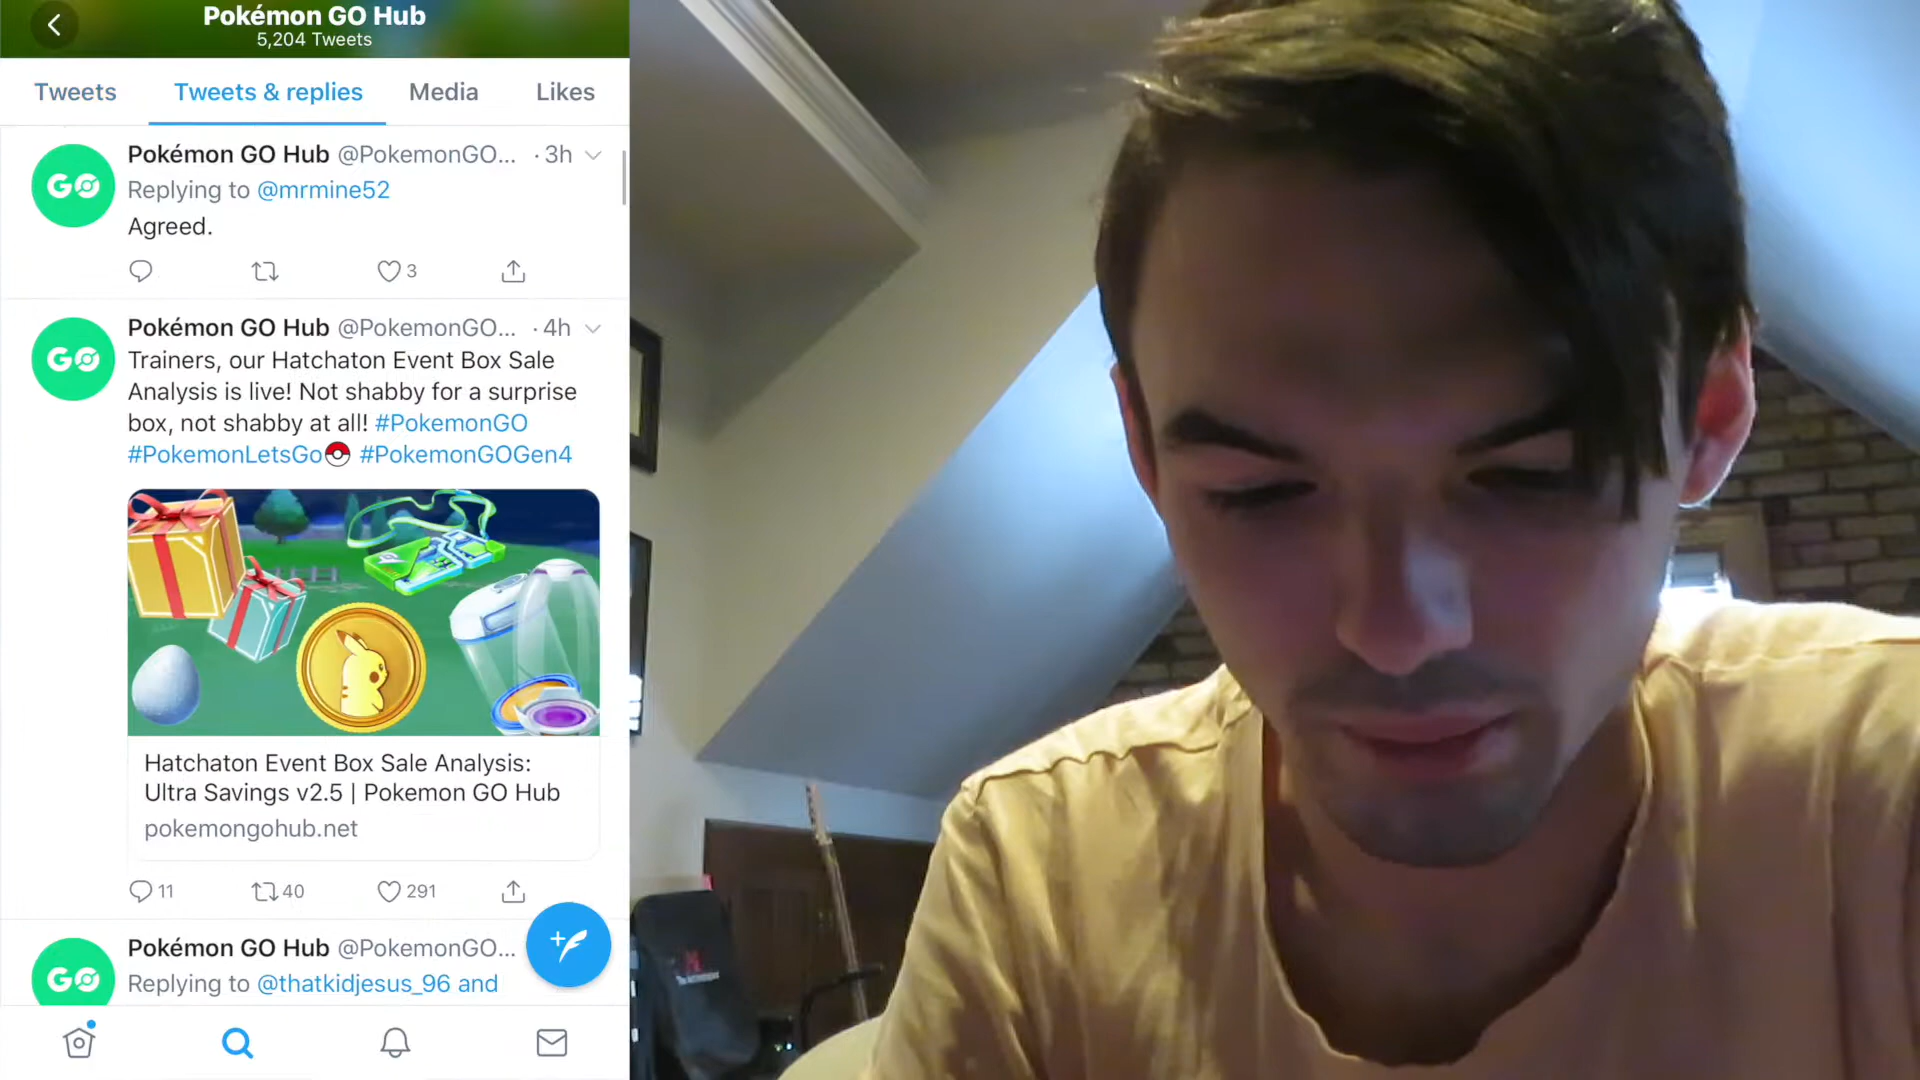 Pokémon GO Hub
5,204 Tweets
Tweets
Tweets & replies
Media
Likes
Pokémon GO Hub @PokemonGO... · 3h
Replying to @mrmine52
Agreed.
3
GO
Pokémon GO Hub @PokemonGO... · 4h
Trainers, our Hatchaton Event Box Sale
Analysis is live! Not shabby for a surprise
box, not shabby at all! #PokemonGO
#PokemonLetsGo #PokemonGOGen4
GO
Hatchaton Event Box Sale Analysis:
Ultra Savings v2.5 | Pokemon GO Hub
pokemongohub.net
11
40
291
Pokémon GO Hub @PokemonGO...
Replying to @thatkidjesus_96 and
GO